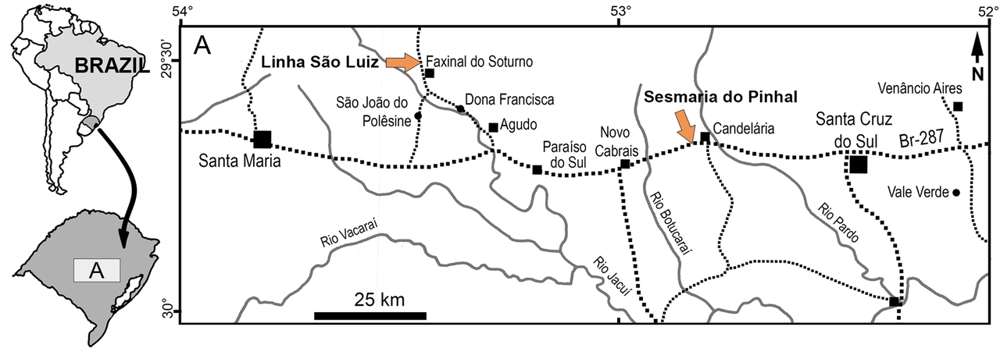 54°
53°
52°
BRAZIL
A
29°30'
30°
A
N
Linha São Luiz
Faxinal do Soturno
São João do
Polêsine
Dona Francisca
Agudo
Santa Maria
Paraíso
do Sul
Novo
Cabrais
Sesmaria do Pinhal
Candelária
Venâncio Aires
Santa Cruz
do Sul
Br-287
Vale Verde
Rio Vacaraí
Rio Jacuí
Rio Botucaraí
Rio Pardo
25 km